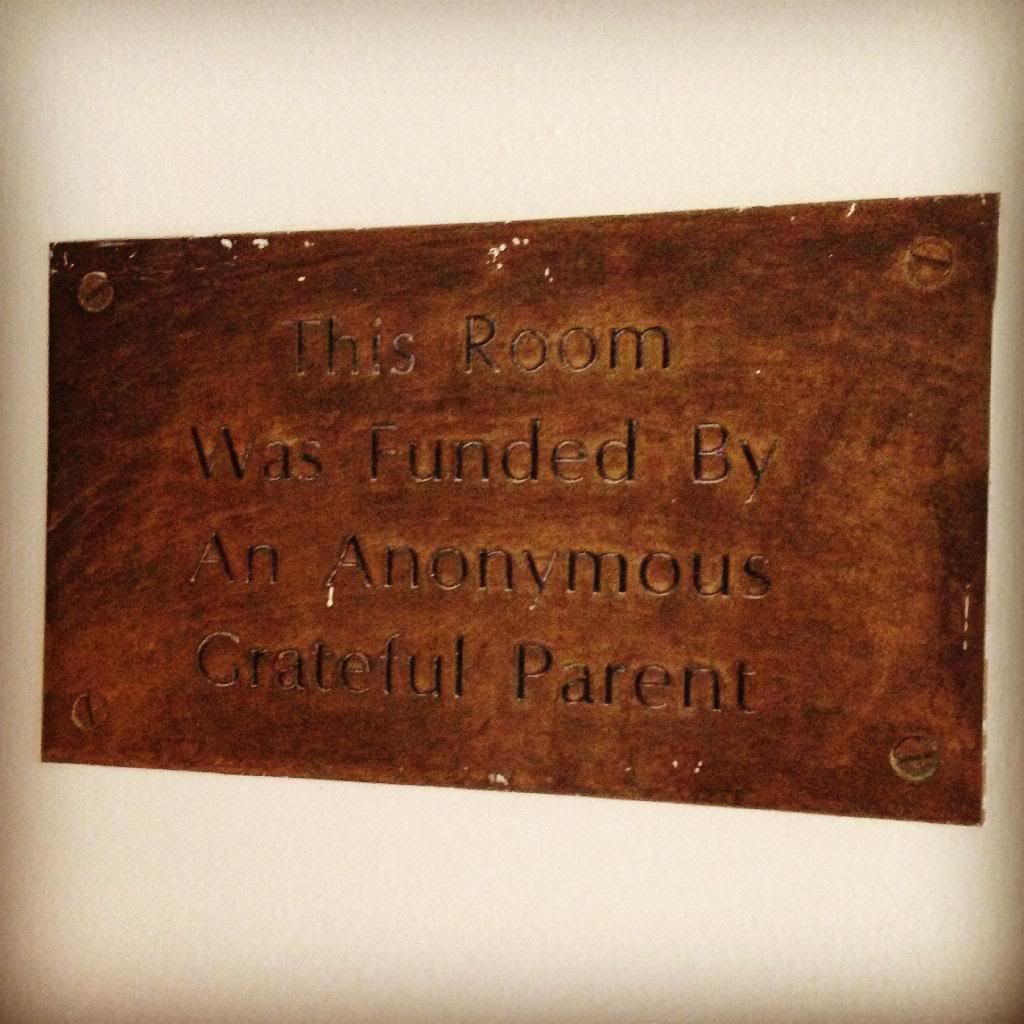 This Room
Was Funded By
An Anonymous
Grateful Parent